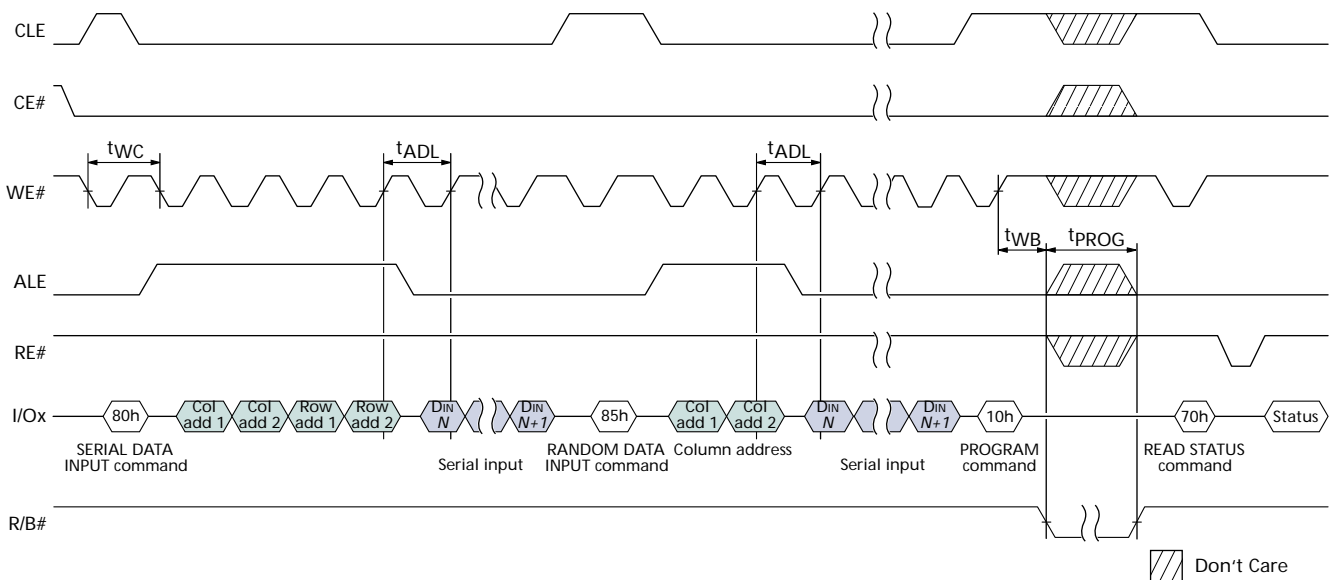 CLE
CE#
tWC
tADL
tADL
WE#
tWB
tPROG
ALE
RE#
I/Ox
80h
Col
add 1
Col
add 2
Row
add 1
Row
add 2
DIN
N
DIN
N+1
85h
Col
add 1
Col
add 2
DIN
N
DIN
N+1
10h
70h
Status
SERIAL DATA
INPUT command
Serial input
RANDOM DATA
INPUT command
Column address
Serial input
PROGRAM
command
READ STATUS
command
R/B#
Don't Care